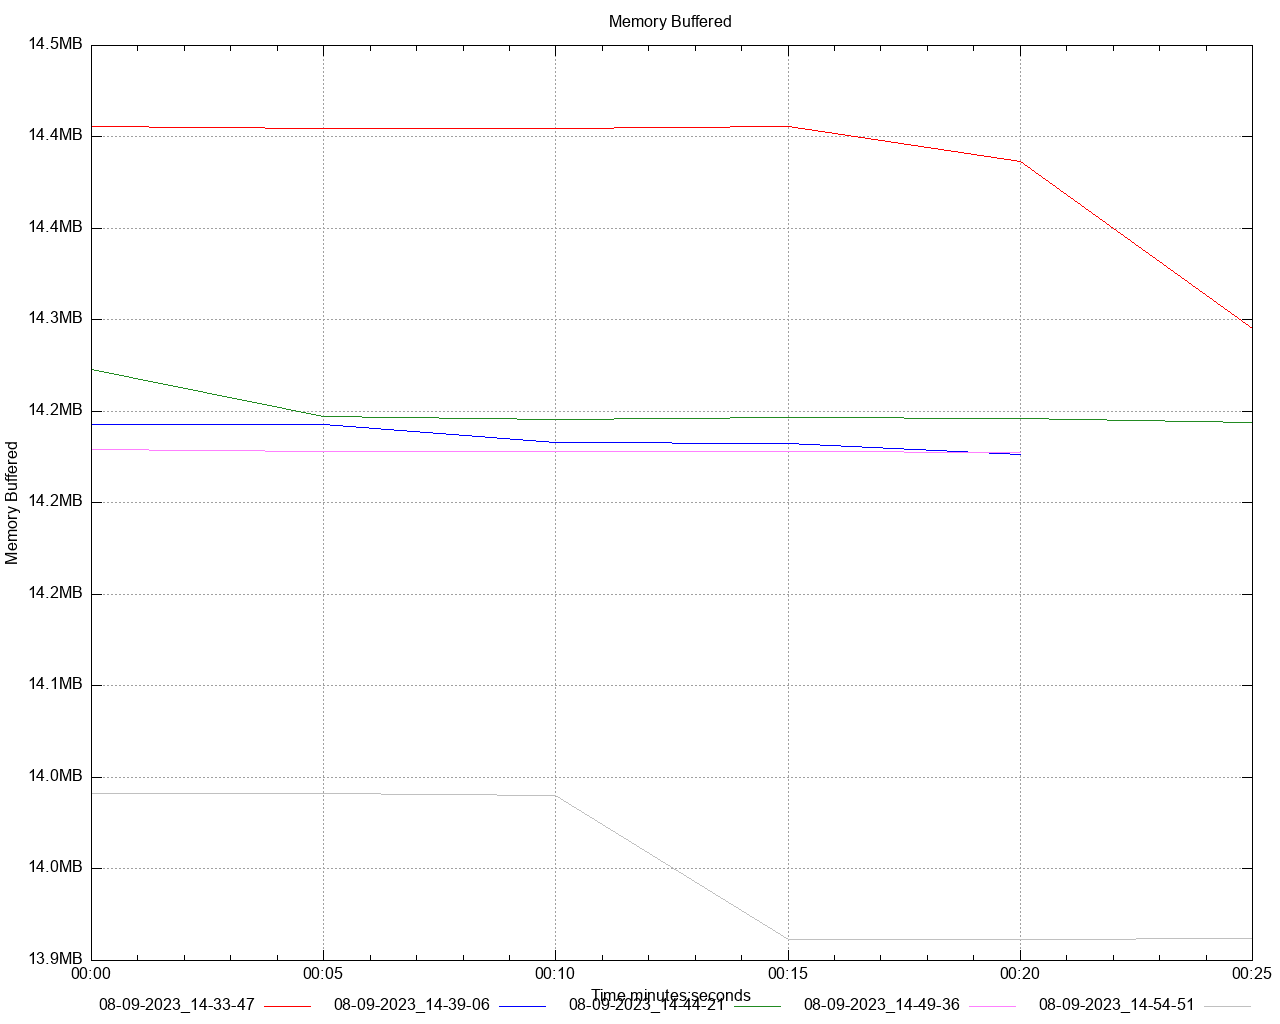 Memory Buffered
14.5MB
14.4MB
14.4MB
14.3MB
14.2MB
14.2MB
14.2MB
14.1MB
14.0MB
14.0MB
13.9MB
Memory Buffered
00:00 00:05 00:10 00:15 00:20 00:25
Time minutes:seconds
08-09-2023_14-33-47 08-09-2023_14-39-06 08-09-2023_14-44-21 08-09-2023_14-49-36 08-09-2023_14-54-51